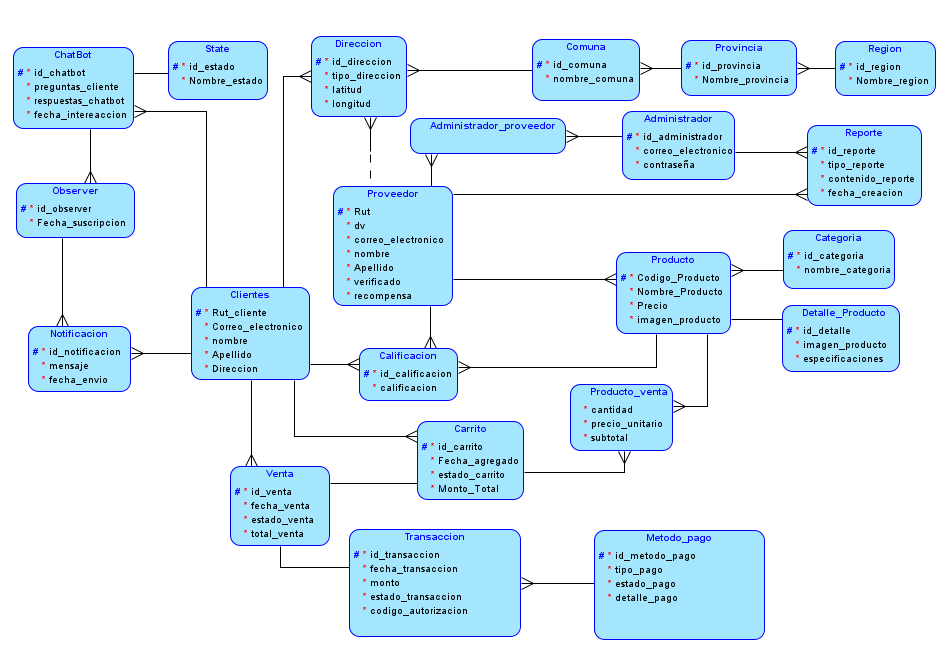 ChatBot
# * id_chatbot
* preguntas_cliente
* respuestas_chatbot
* fecha_intereaccion
State
# * id_estado
* Nombre_estado
Direccion
# * id_direccion
* tipo_direccion
* latitud
* longitud
Comuna
# * id_comuna
* nombre_comuna
Provincia
# * id_provincia
* Nombre_provincia
Region
# * id_region
* Nombre_region
Administrador_proveedor
Administrador
# * id_administrador
* correo_electronico
* contraseña
Reporte
# * id_reporte
* tipo_reporte
* contenido_reporte
* fecha_creacion
Observer
# * id_observer
* Fecha_suscripcion
Proveedor
# * Rut
* dv
* correo_electronico
* nombre
* Apellido
* verificado
* recompensa
Categoria
# * id_categoria
* nombre_categoria
Producto
# * Codigo_Producto
* Nombre_Producto
* Precio
* imagen_producto
Detalle_Producto
# * id_detalle
* imagen_producto
* especificaciones
Clientes
# * Rut_cliente
* Correo_electronico
* nombre
* Apellido
* Direccion
Notificacion
# * id_notificacion
* mensaje
* fecha_envio
Calificacion
# * id_calificacion
* calificacion
Producto_venta
* cantidad
* precio_unitario
* subtotal
Carrito
# * id_carrito
* Fecha_agregado
* estado_carrito
* Monto_Total
Venta
# * id_venta
* fecha_venta
* estado_venta
* total_venta
Transaccion
# * id_transaccion
* fecha_transaccion
* monto
* estado_transaccion
* codigo_autorizacion
Metodo_pago
# * id_metodo_pago
* tipo_pago
* estado_pago
* detalle_pago